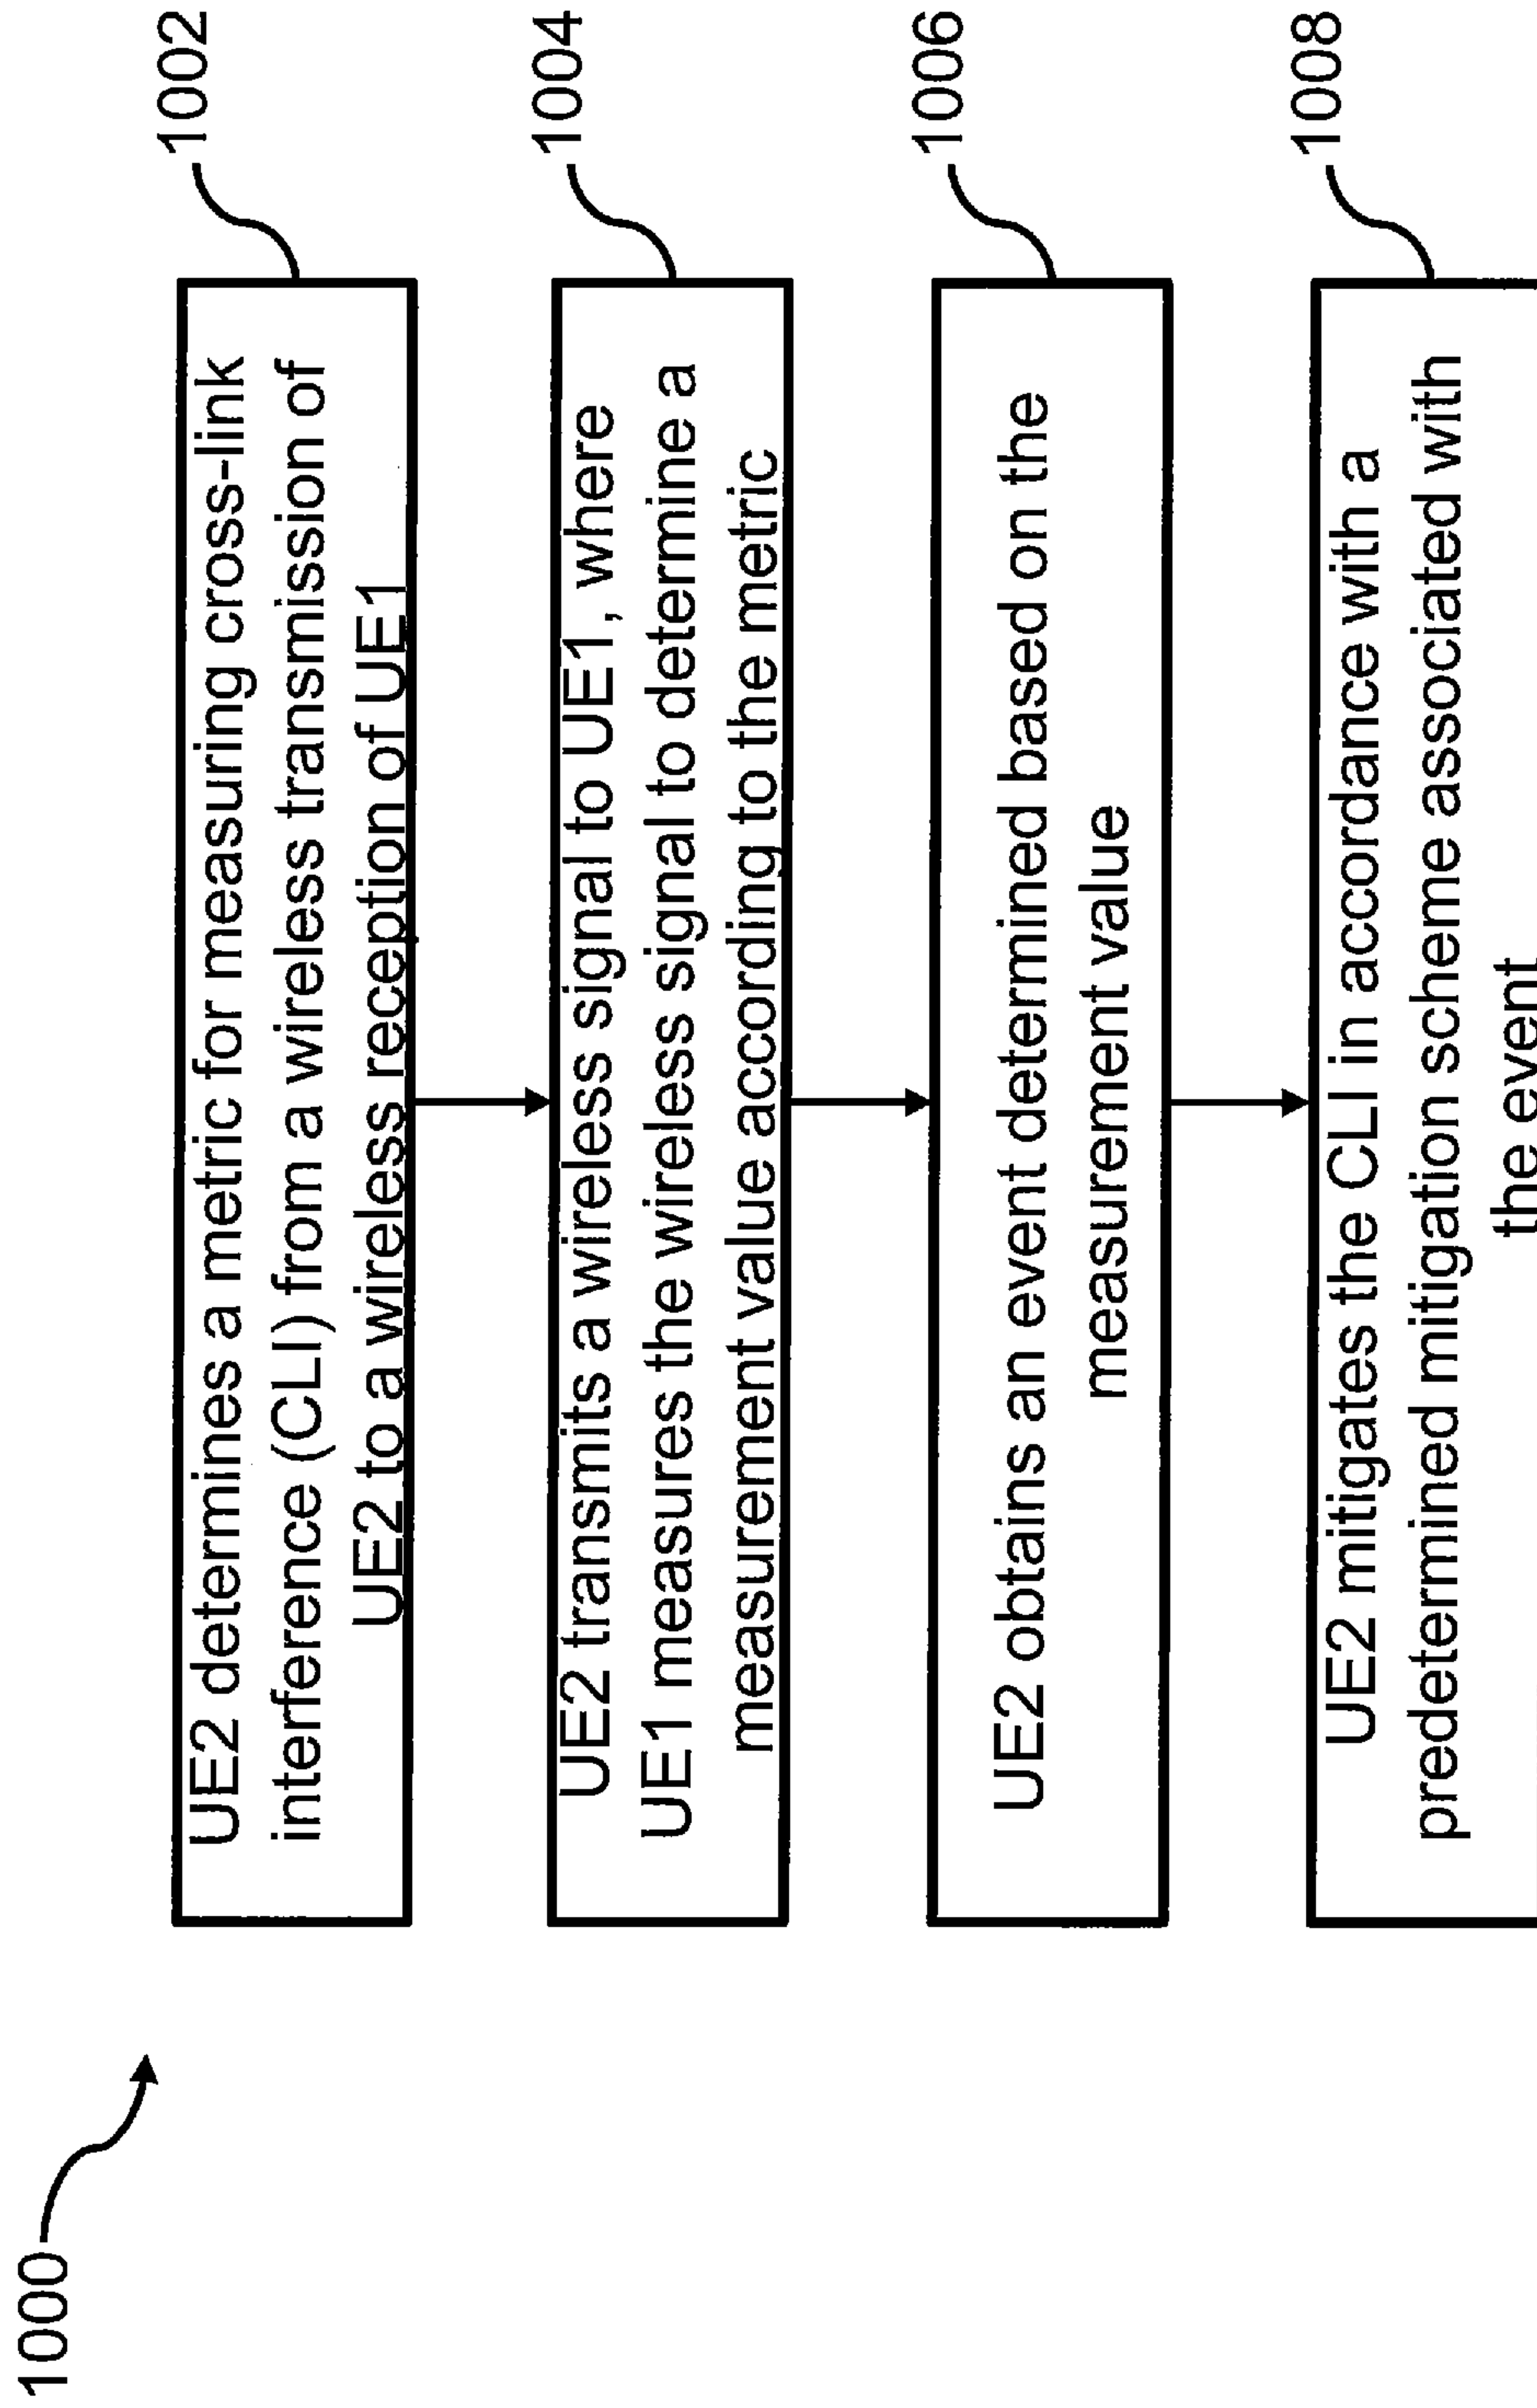 1000
UE2 determines a metric for measuring cross-link
interference (CLI) from a wireless transmission of
UE2 to a wireless reception of UE1
1002
UE2 transmits a wireless signal to UE1, where
UE1 measures the wireless signal to determine a
measurement value according to the metric
1004
UE2 obtains an event determined based on the
measurement value
1006
UE2 mitigates the CLI in accordance with a
predetermined mitigation scheme associated with
the event
1008